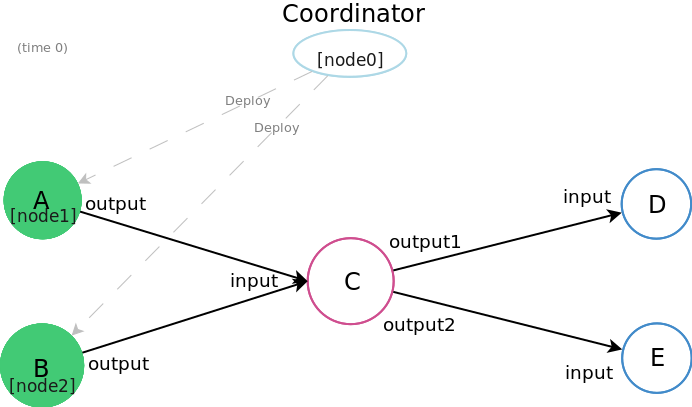 Coordinator
(time 0)
[node0]
Deploy
Deploy
A
[node1]
output
input
D
output1
input
C
output2
B
[node2]
output
E
input